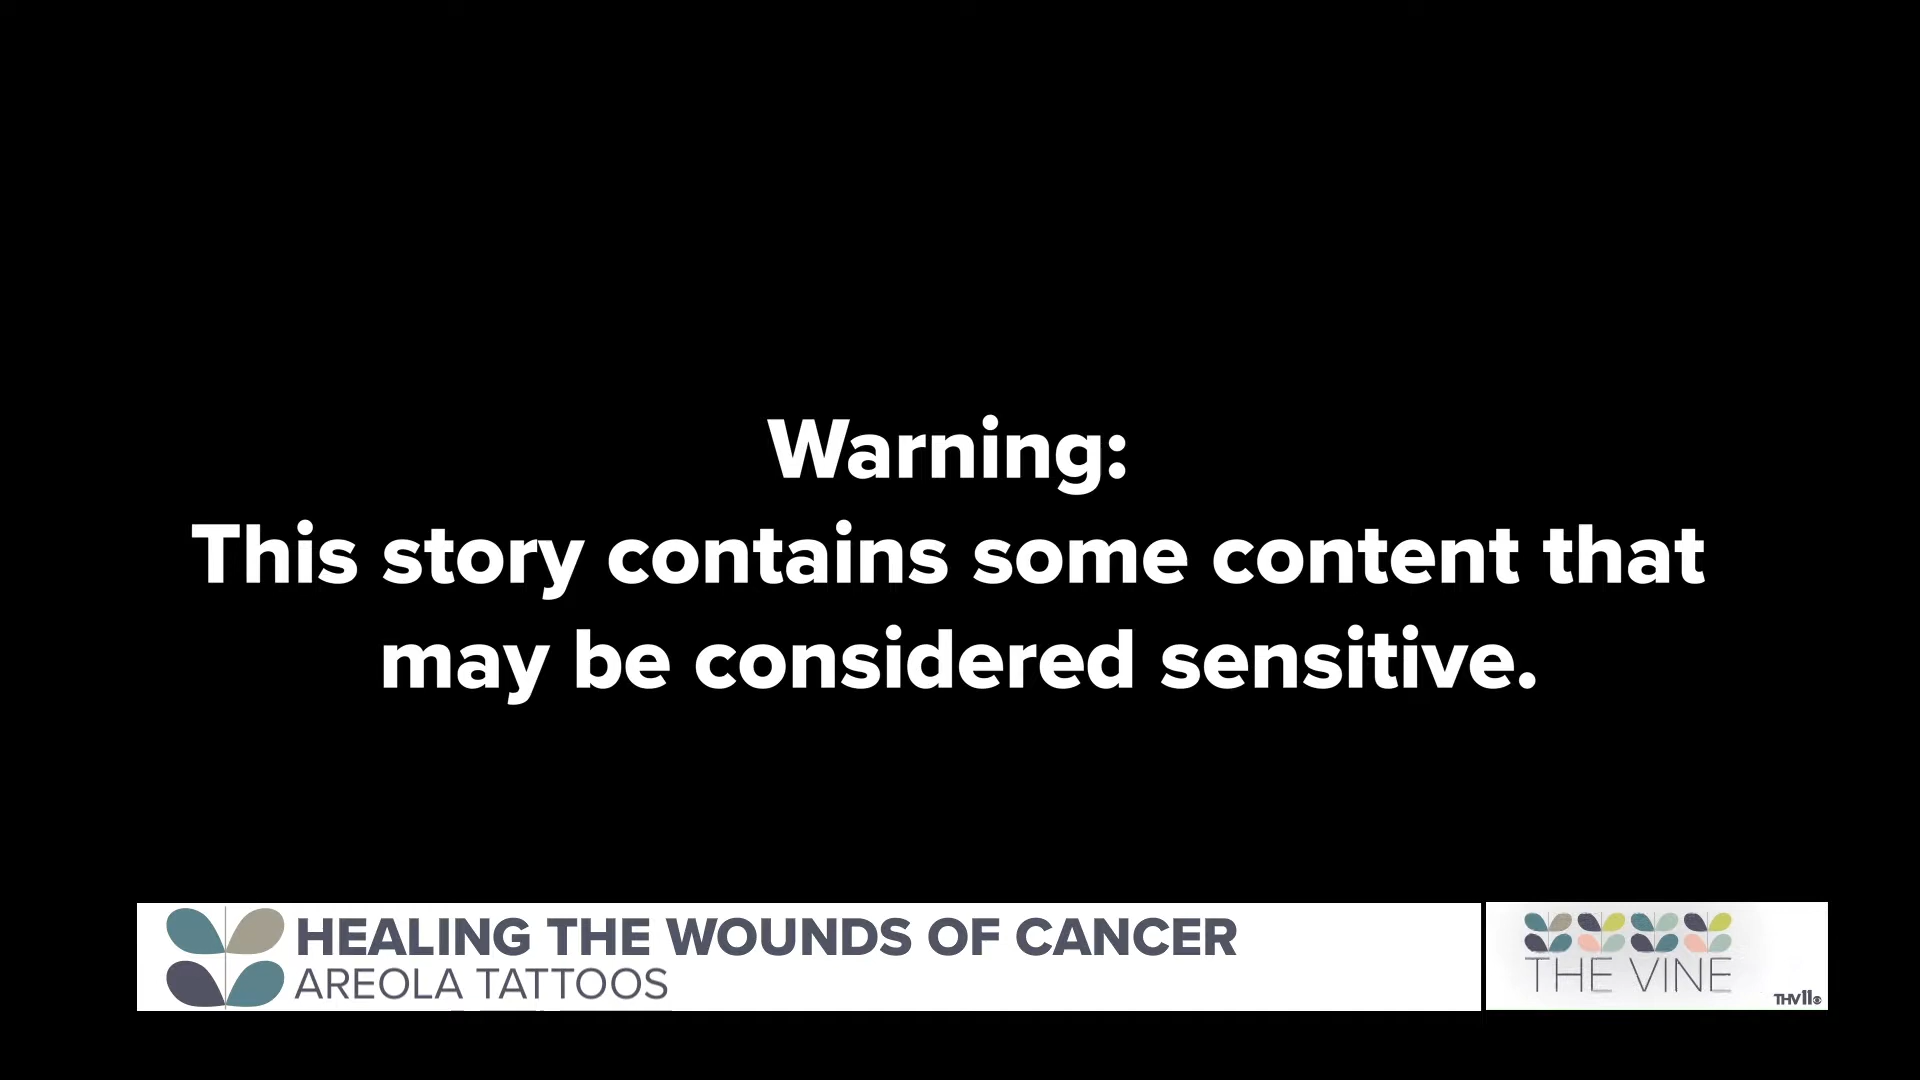 Warning:
This story contains some content that
may be considered sensitive.
HEALING THE WOUNDS OF CANCER
AREOLA TATTOOS
THE VINE
THV11